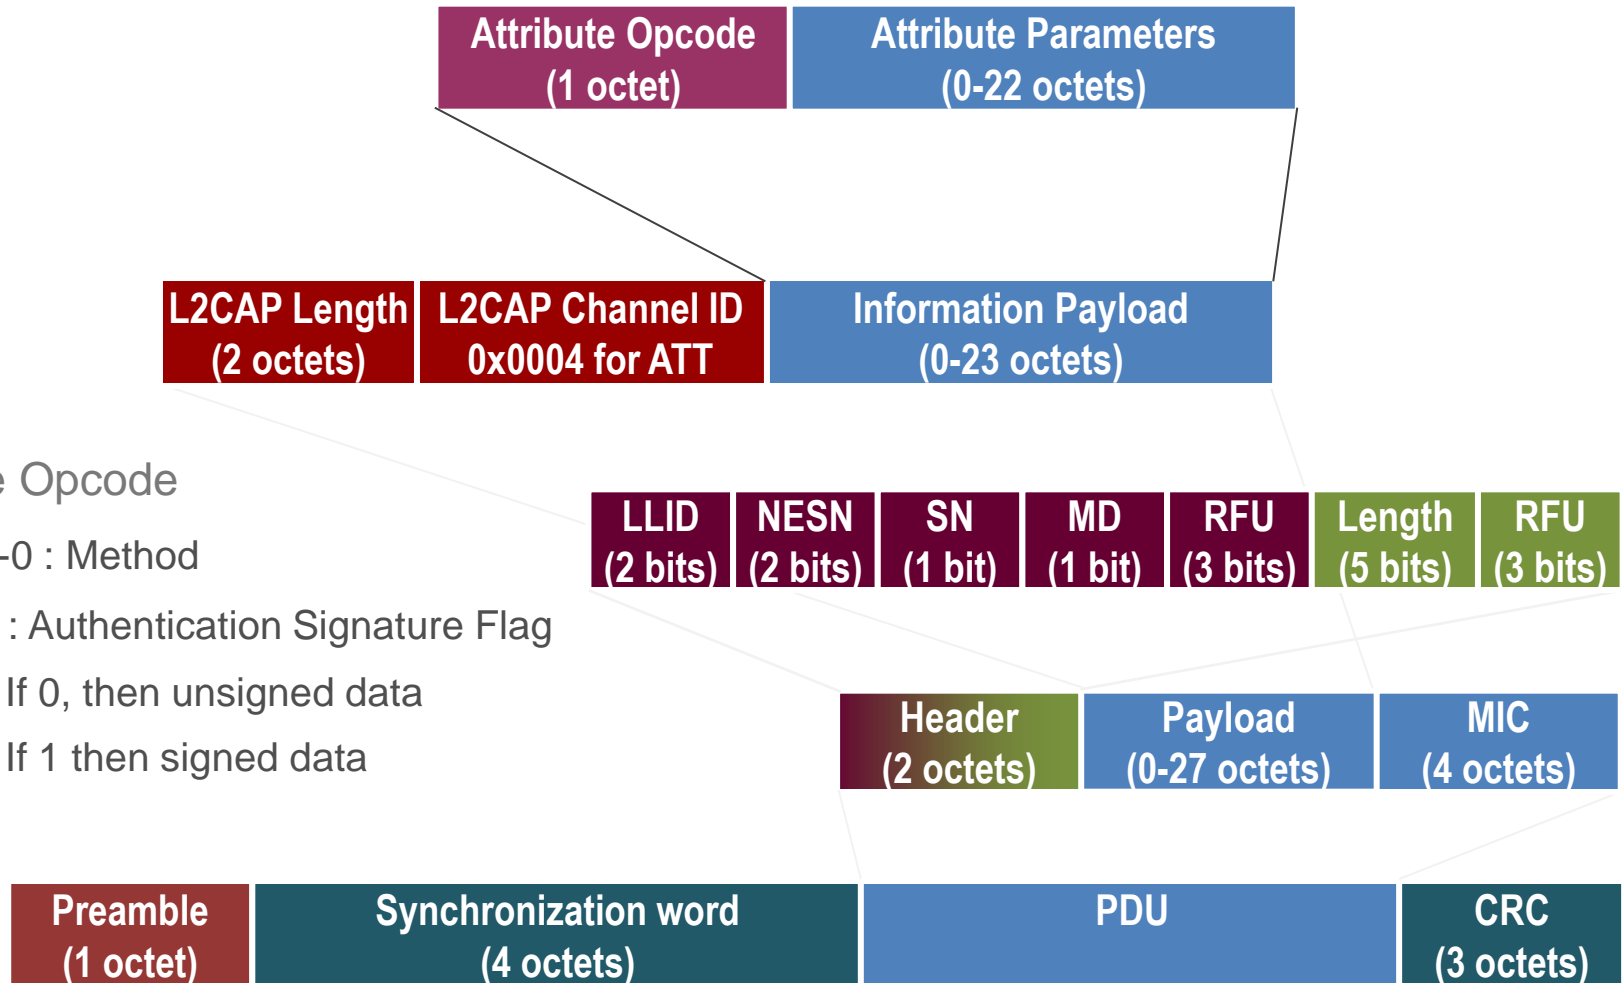 Attribute Opcode
(1 octet)
Attribute Parameters
(0-22 octets)
L2CAP Length
(2 octets)
L2CAP Channel ID
0x0004 for ATT
Information Payload
(0-23 octets)
Opcode
-0 : Method
: Authentication Signature Flag
If 0, then unsigned data
If 1 then signed data
LLID
(2 bits)
NESN
(2 bits)
SN
(1 bit)
MD
(1 bit)
RFU
(3 bits)
Length
(5 bits)
RFU
(3 bits)
Header
(2 octets)
Payload
(0-27 octets)
MIC
(4 octets)
Preamble
(1 octet)
Synchronization word
(4 octets)
PDU
CRC
(3 octets)